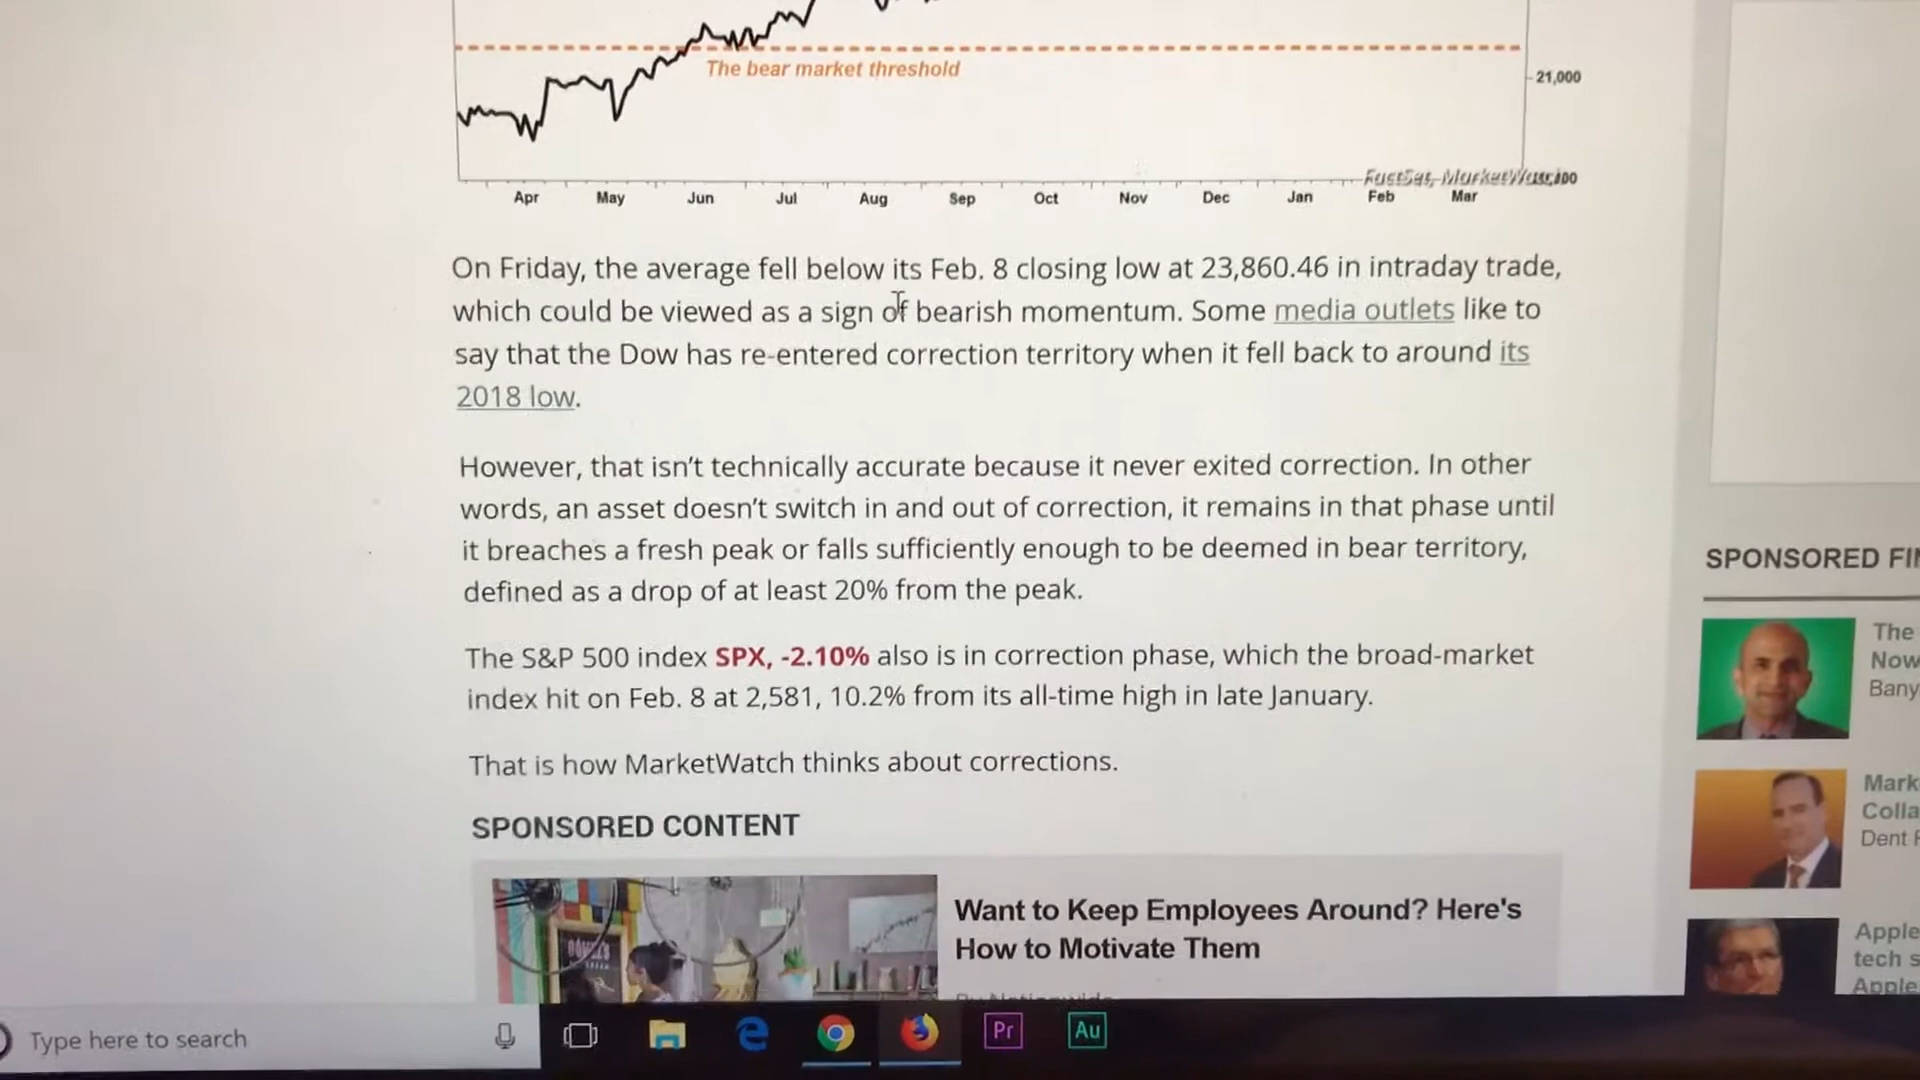 The bear market threshold
21,000
FactSet, MarketWatch
Apr May Jun Jul Aug Sep Oct Nov Dec Jan Feb Mar
On Friday, the average fell below its Feb. 8 closing low at 23,860.46 in intraday trade,
which could be viewed as a sign of bearish momentum. Some media outlets like to
say that the Dow has re-entered correction territory when it fell back to around its
2018 low.
However, that isn’t technically accurate because it never exited correction. In other
words, an asset doesn’t switch in and out of correction, it remains in that phase until
it breaches a fresh peak or falls sufficiently enough to be deemed in bear territory,
defined as a drop of at least 20% from the peak.
The S&P 500 index SPX, -2.10% also is in correction phase, which the broad-market
index hit on Feb. 8 at 2,581, 10.2% from its all-time high in late January.
That is how MarketWatch thinks about corrections.
SPONSORED CONTENT
Want to Keep Employees Around? Here's
How to Motivate Them
SPONSORED FI
The
Now
Bany
Mark
Colla
Dent
Apple
tech s
Apple
Type here to search
Pr
Au